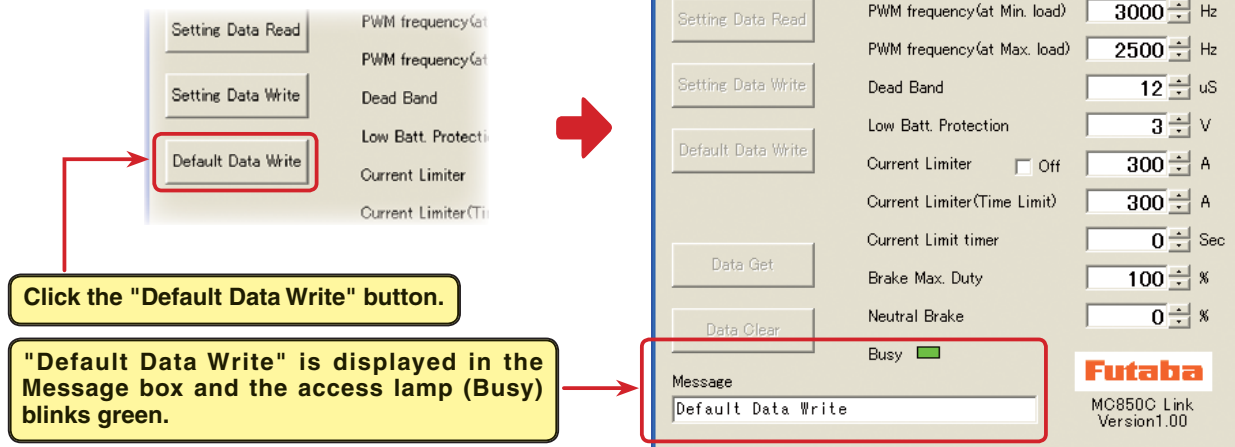 Setting Data Read
PWM frequency(at
PWM frequency(at
Setting Data Write
Dead Band
Low Batt. Protecti
Default Data Write
Current Limiter
Current Limiter(Ti
Click the "Default Data Write" button.
"Default Data Write" is displayed in the
Message box and the access lamp (Busy)
blinks green.
Setting Data Read
PWM frequency(at Min. load) 3000 Hz
PWM frequency(at Max. load) 2500 Hz
Setting Data Write
Dead Band 12 uS
Low Batt. Protection 3 V
Default Data Write
Current Limiter Off 300 A
Current Limiter(Time Limit) 300 A
Current Limit timer 0 Sec
Data Get
Brake Max. Duty 100 %
Neutral Brake 0 %
Data Clear
Busy
Message
Default Data Write
Futaba
MC850C Link
Version1.00